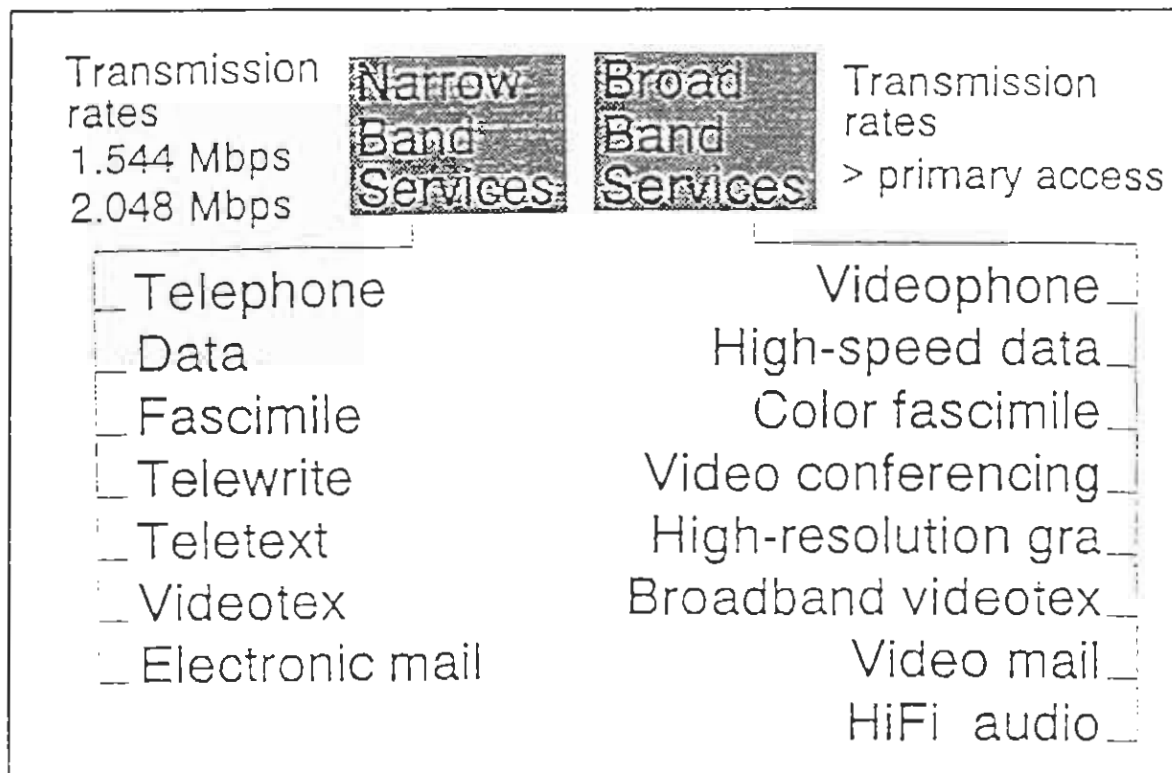 Transmission
rates
1.544 Mbps
2.048 Mbps
Narrow
Band
Services
Broad
Band
Services
Transmission
rates
> primary access
Telephone
Data
Fascimile
Telewrite
Teletext
Videotex
Electronic mail
Videophone
High-speed data
Color fascimile
Video conferencing
High-resolution gra
Broadband videotex
Video mail
HiFi audio